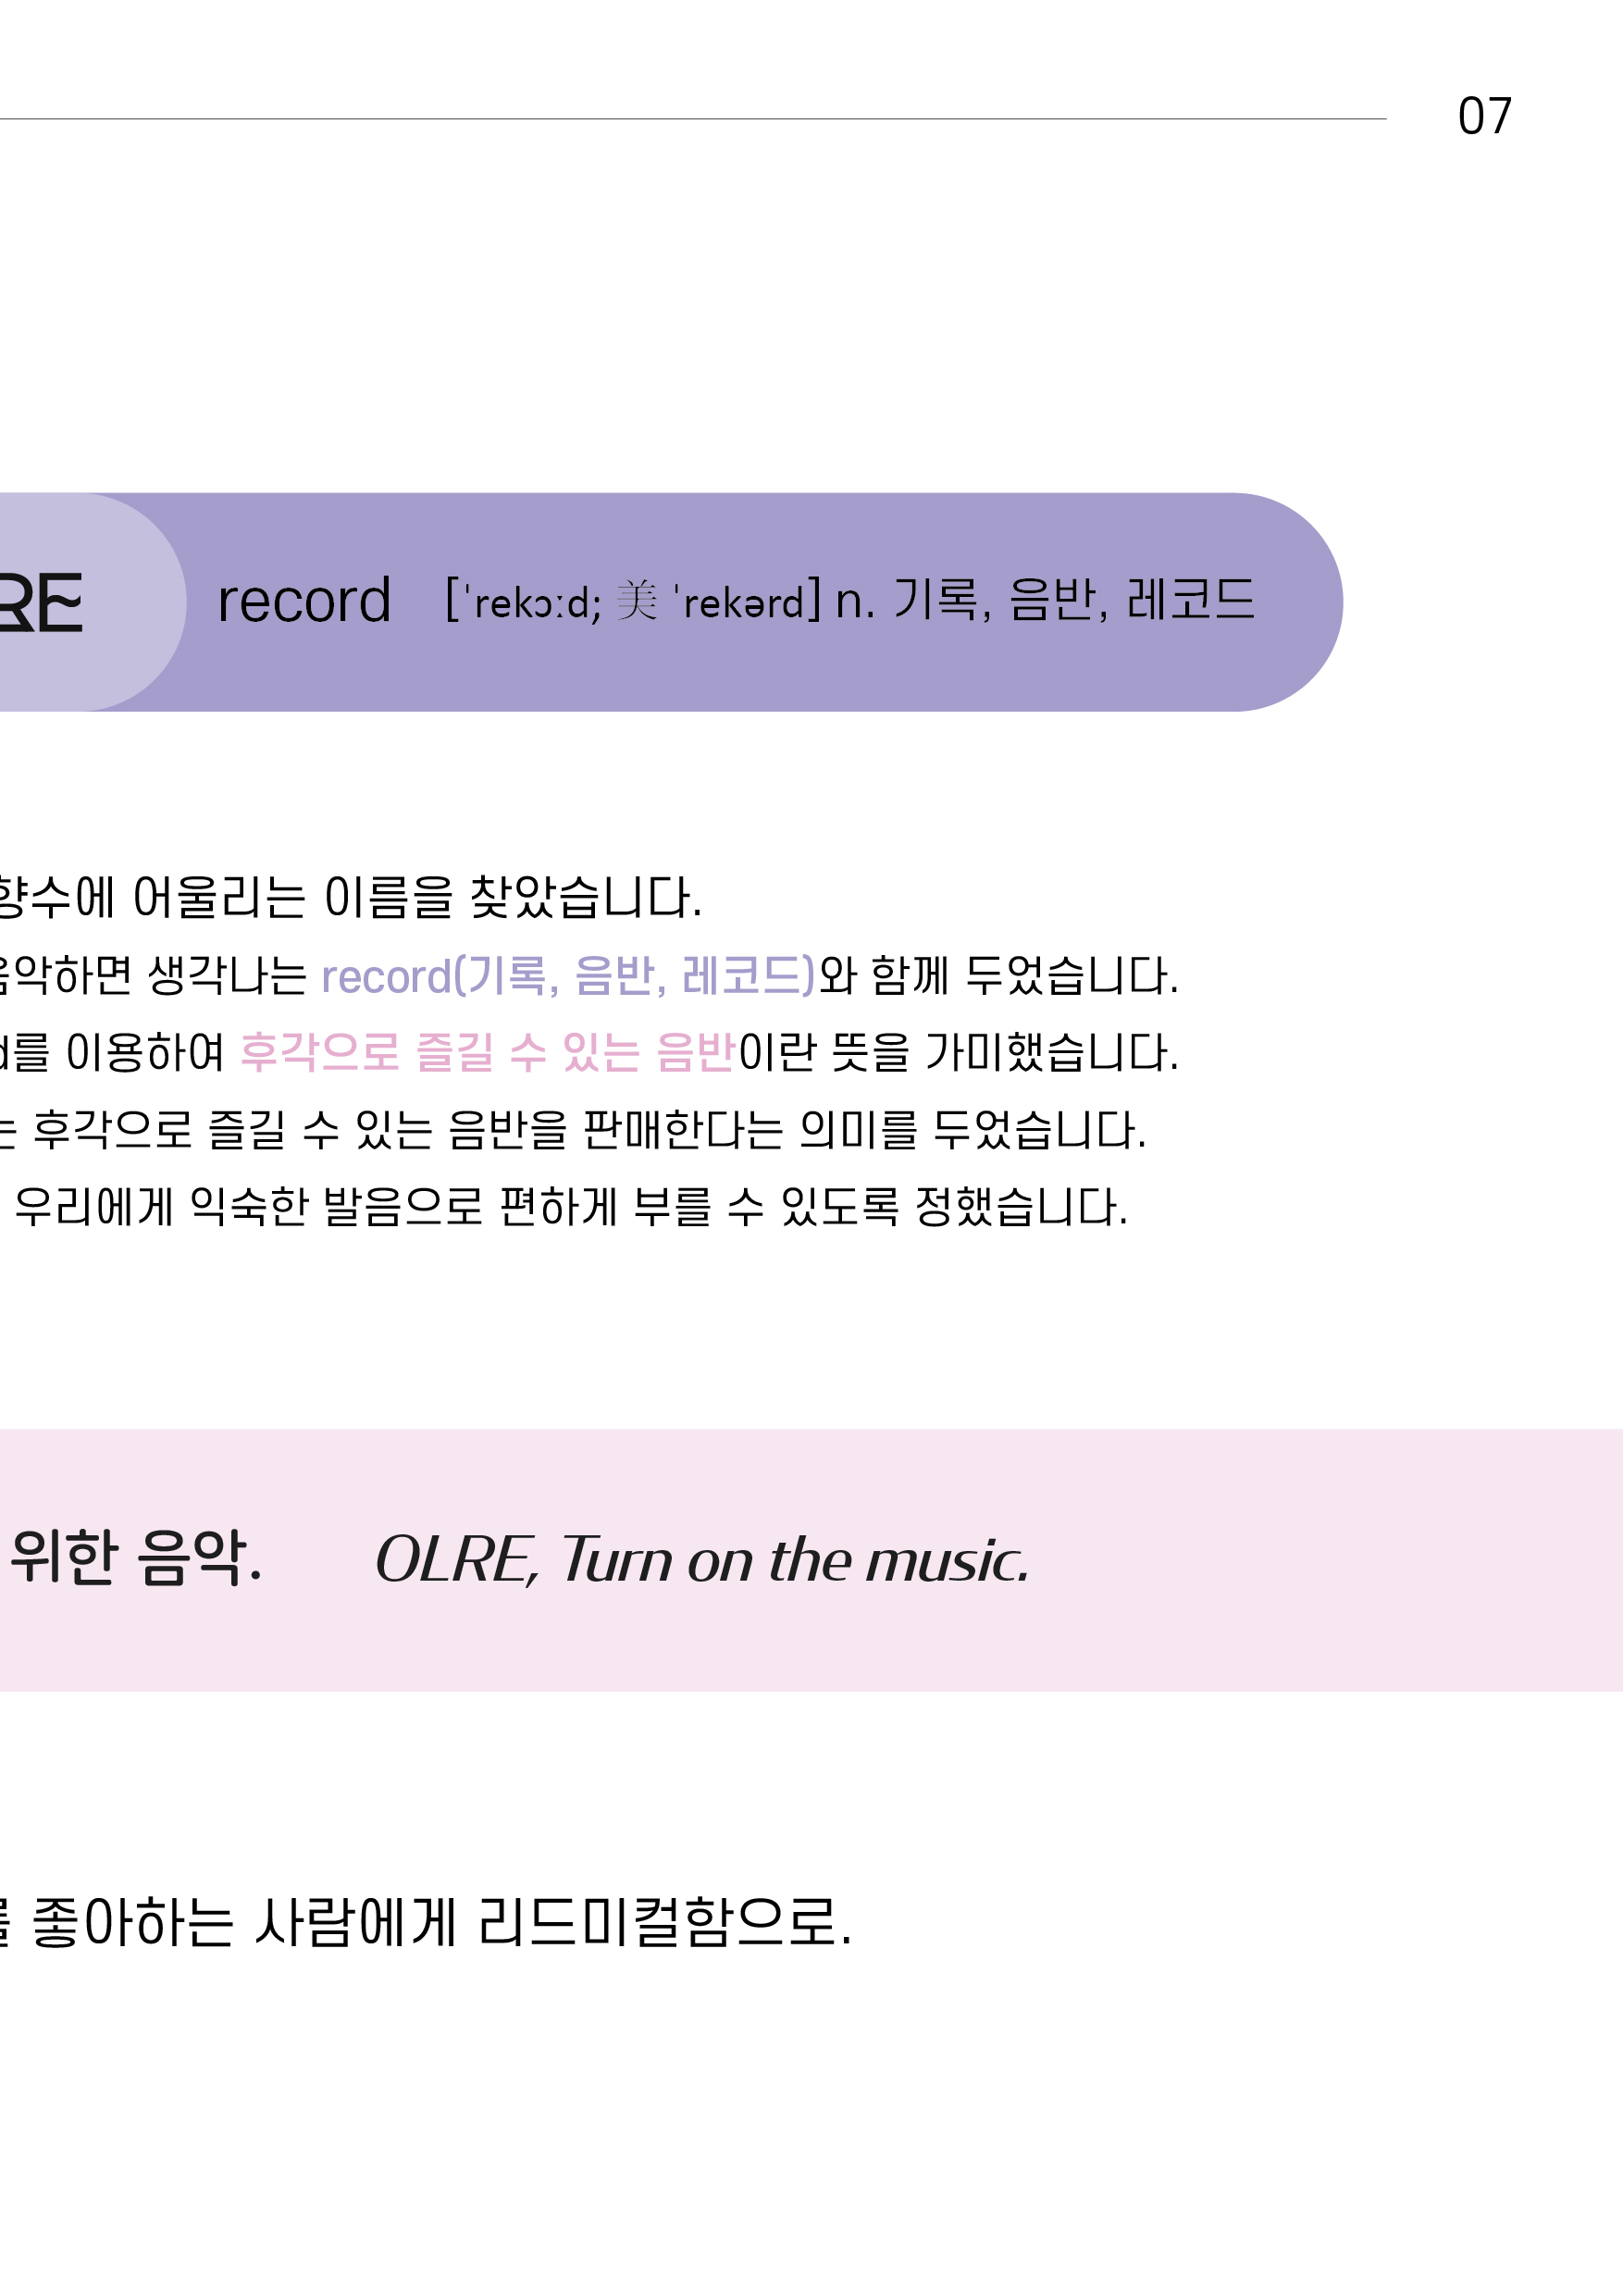 07
RE record [ˈrekɔːd; 美 ˈrekərd] n. 기록, 음반, 레코드
향수에 어울리는 이름을 찾았습니다.
음악하면 생각나는 record(기록, 음반, 레코드)와 함께 두었습니다.
를 이용하여 후각으로 즐길 수 있는 음반이란 뜻을 가미했습니다.
는 후각으로 즐길 수 있는 음반을 판매한다는 의미를 두었습니다.
우리에게 익숙한 발음으로 편하게 부를 수 있도록 정했습니다.
위한 음악. OLRE, Turn on the music.
를 좋아하는 사람에게 리드미컬함으로.